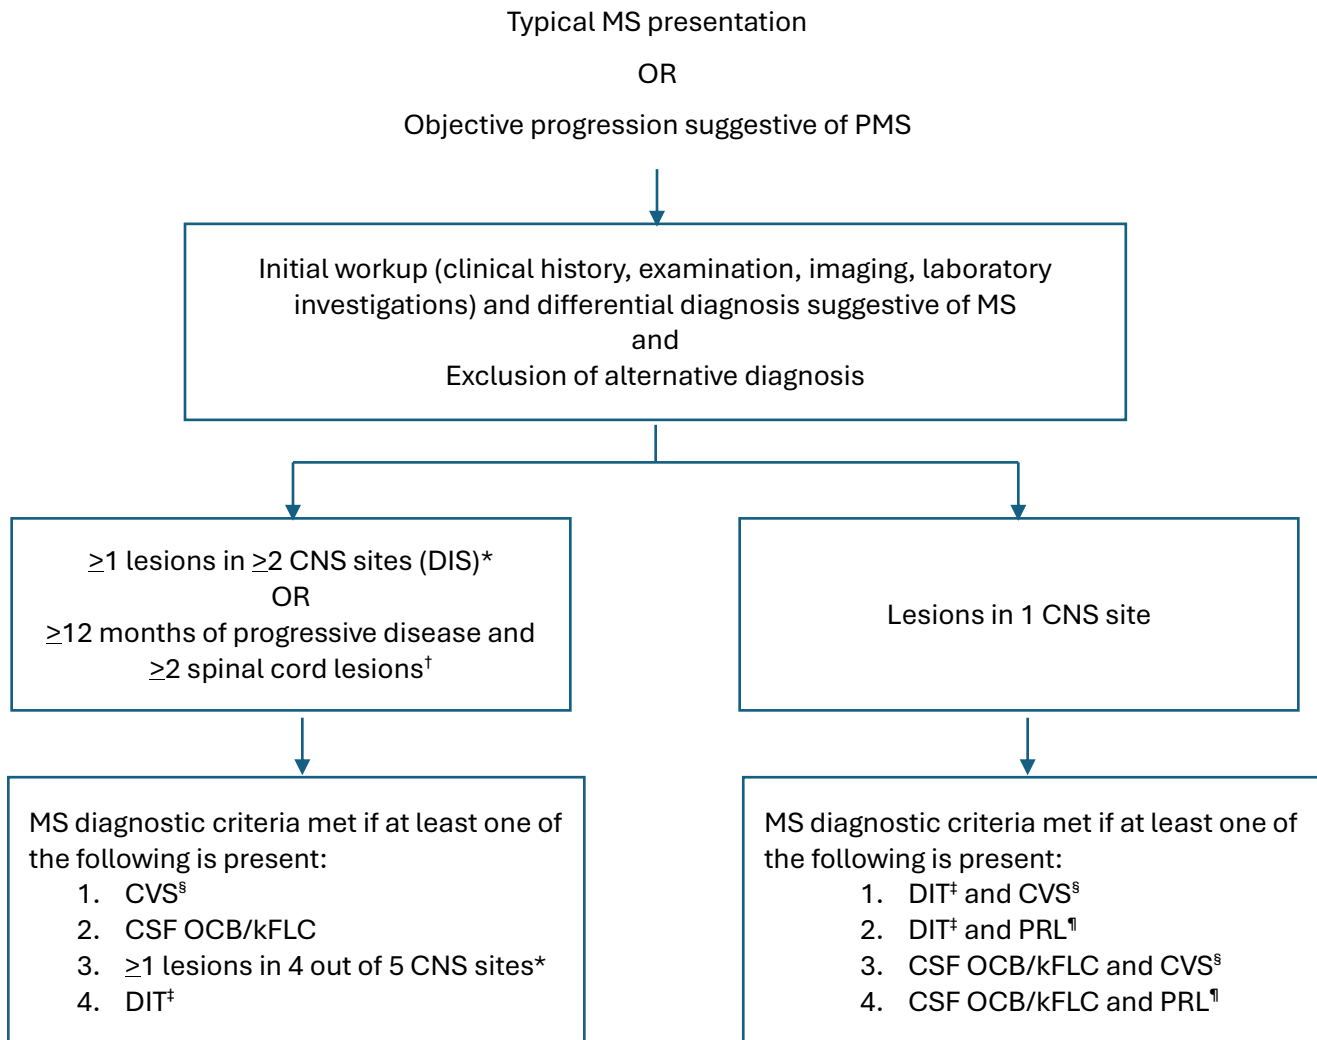 Typical MS presentation
OR
Objective progression suggestive of PMS
Initial workup (clinical history, examination, imaging, laboratory
investigations) and differential diagnosis suggestive of MS
and
Exclusion of alternative diagnosis
≥1 lesions in ≥2 CNS sites (DIS)*
OR
≥12 months of progressive disease and
≥2 spinal cord lesions†
Lesions in 1 CNS site
MS diagnostic criteria met if at least one of
the following is present:
1. CVS§
2. CSF OCB/kFLC
3. ≥1 lesions in 4 out of 5 CNS sites*
4. DIT‡
MS diagnostic criteria met if at least one of
the following is present:
1. DIT‡ and CVS§
2. DIT‡ and PRL¶
3. CSF OCB/kFLC and CVS§
4. CSF OCB/kFLC and PRL¶